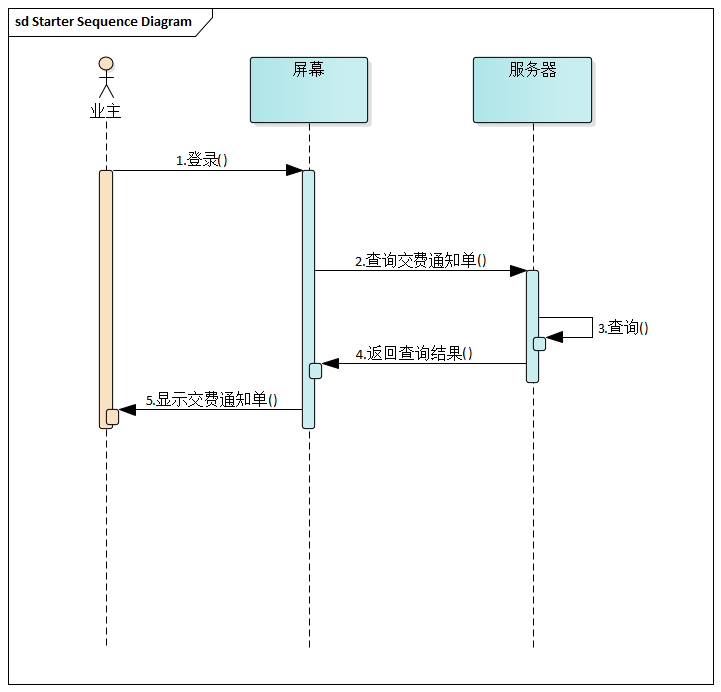 sd Starter Sequence Diagram
业主
屏幕
服务器
1.登录()
2.查询交费通知单()
3.查询()
4.返回查询结果()
5.显示交费通知单()